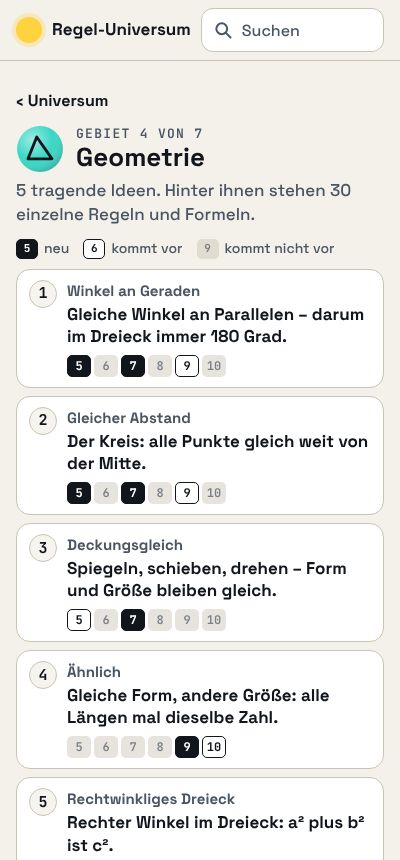 Regel-Universum
Suchen
< Universum
GEBIET 4 VON 7
Geometrie
5 tragende Ideen. Hinter ihnen stehen 30
einzelne Regeln und Formeln.
5 neu 6 kommt vor 9 kommt nicht vor
1
Winkel an Geraden
Gleiche Winkel an Parallelen – darum
im Dreieck immer 180 Grad.
5 6 7 8 9 10
2
Gleicher Abstand
Der Kreis: alle Punkte gleich weit von
der Mitte.
5 6 7 8 9 10
3
Deckungsgleich
Spiegeln, schieben, drehen – Form
und Größe bleiben gleich.
5 6 7 8 9 10
4
Ähnlich
Gleiche Form, andere Größe: alle
Längen mal dieselbe Zahl.
5 6 7 8 9 10
5
Rechtwinkliges Dreieck
Rechter Winkel im Dreieck: a² plus b²
ist c².